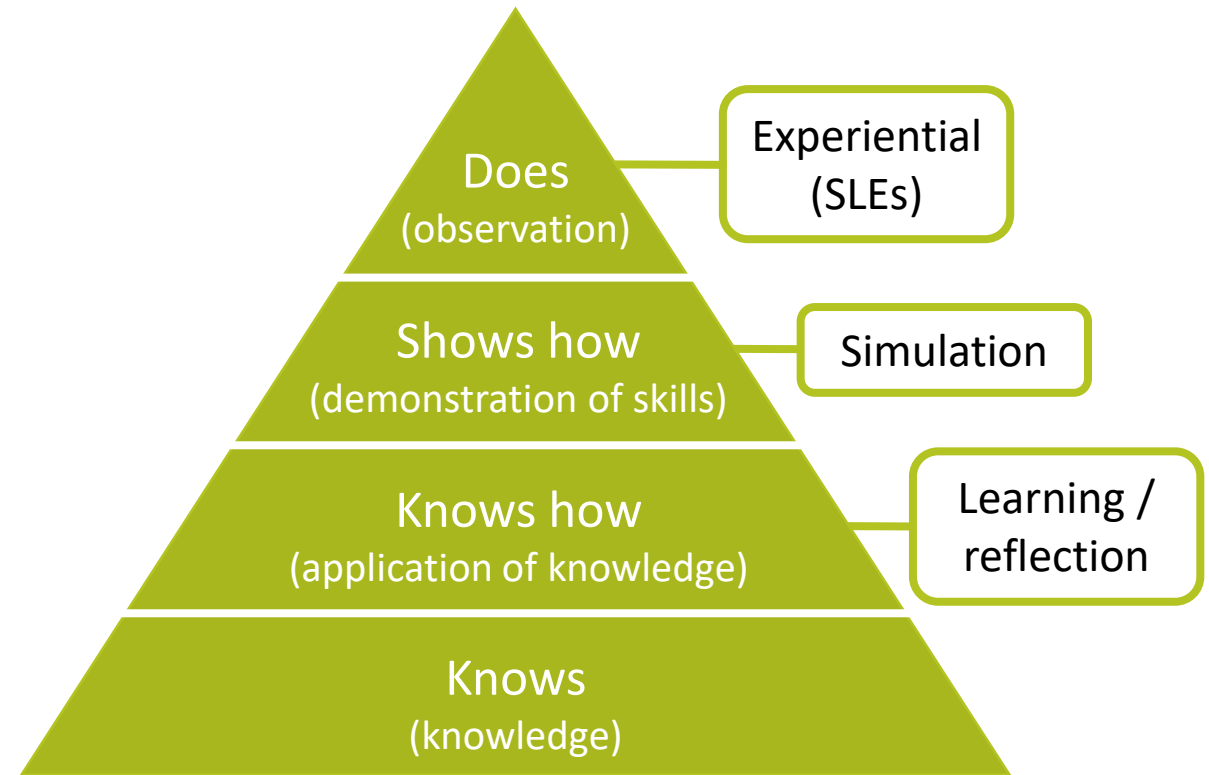 Does
(observation)
Experiential
(SLEs)
Shows how
(demonstration of skills)
Simulation
Knows how
(application of knowledge)
Learning /
reflection
Knows
(knowledge)